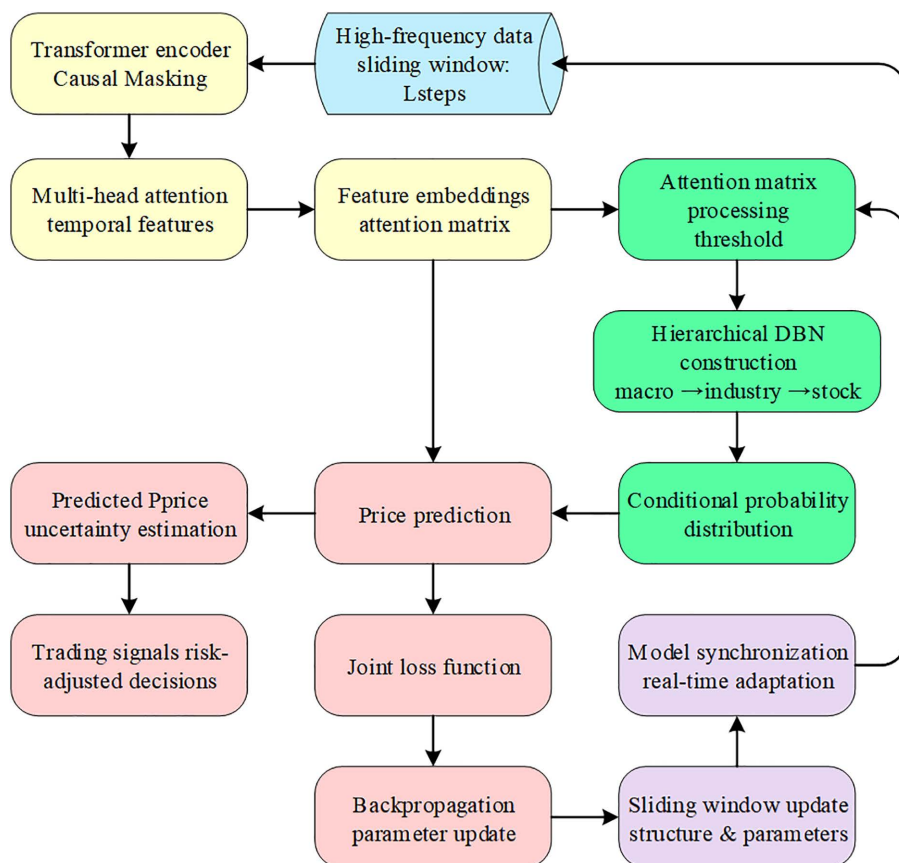 Transformer encoder
Causal Masking
High-frequency data
sliding window:
Lsteps
Multi-head attention
temporal features
Feature embeddings
attention matrix
Attention matrix
processing
threshold
Hierarchical DBN
construction
macro →industry →stock
Predicted Pprice
uncertainty estimation
Price prediction
Conditional probability
distribution
Trading signals risk-
adjusted decisions
Joint loss function
Model synchronization
real-time adaptation
Backpropagation
parameter update
Sliding window update
structure & parameters